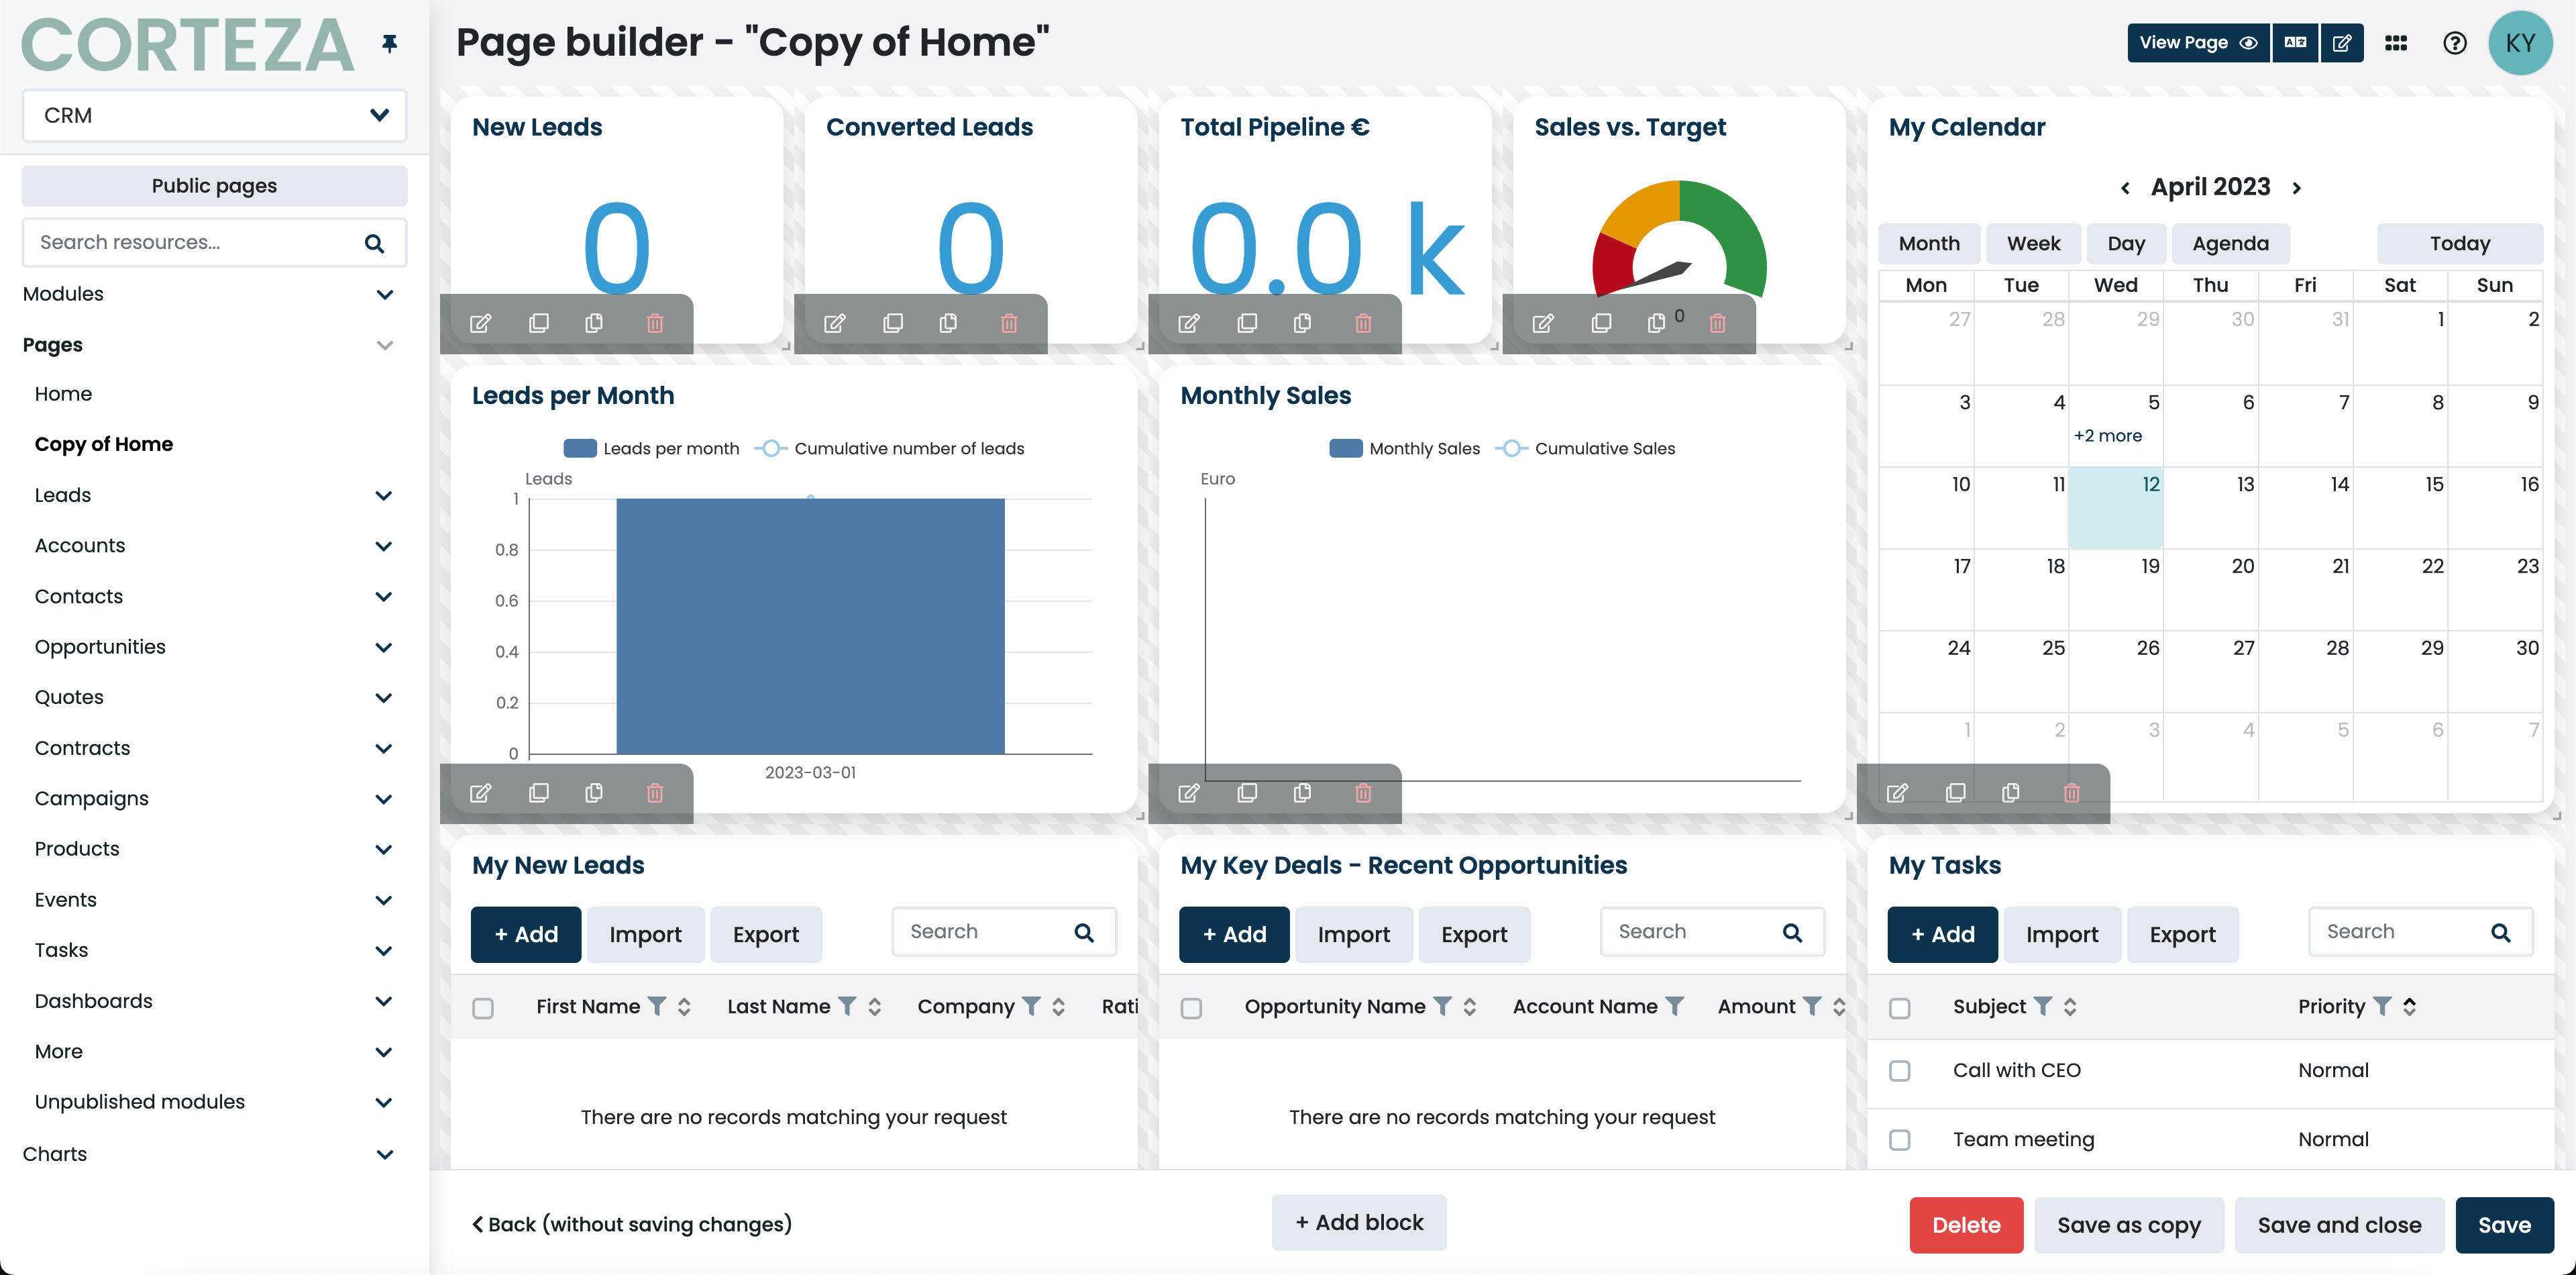 CORTEZA
CRM
Public pages
Search resources...
Modules
Pages
Home
Copy of Home
Leads
Accounts
Contacts
Opportunities
Quotes
Contracts
Campaigns
Products
Events
Tasks
Dashboards
More
Unpublished modules
Charts
Page builder - "Copy of Home"
View Page
KY
New Leads
0
Converted Leads
0
Total Pipeline €
0.0 k
Sales vs. Target
0
Leads per Month
Leads per month Cumulative number of leads
Leads
1
0.8
0.6
0.4
0.2
0
2023-03-01
Monthly Sales
Monthly Sales Cumulative Sales
Euro
My Calendar
April 2023
Month Week Day Agenda Today
Mon Tue Wed Thu Fri Sat Sun
27 28 29 30 31 1 2
3 4 5 6 7 8 9
+2 more
10 11 12 13 14 15 16
17 18 19 20 21 22 23
24 25 26 27 28 29 30
1 2 3 4 5 6 7
My New Leads
+ Add Import Export Search
First Name Last Name Company Rati
There are no records matching your request
My Key Deals - Recent Opportunities
+ Add Import Export Search
Opportunity Name Account Name Amount
There are no records matching your request
My Tasks
+ Add Import Export Search
Subject Priority
Call with CEO Normal
Team meeting Normal
Back (without saving changes)
+ Add block
Delete Save as copy Save and close Save